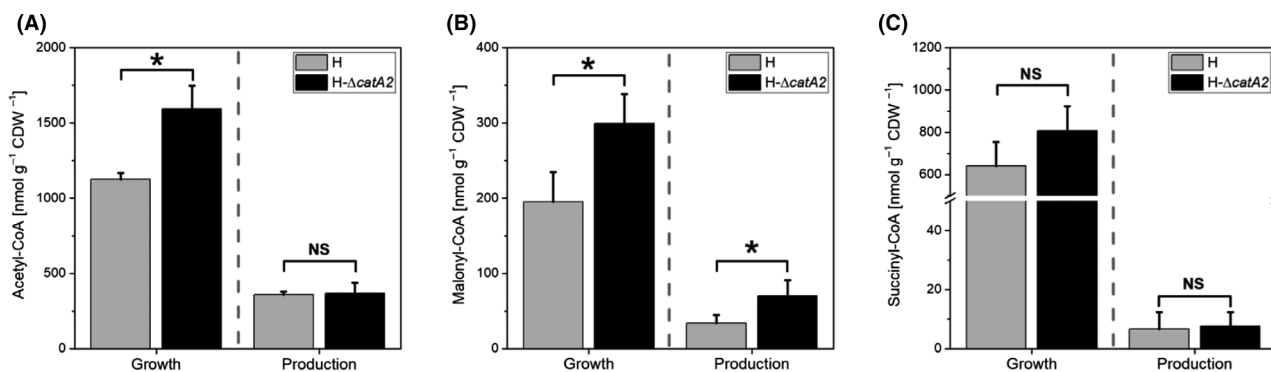 (A)
Acetyl-CoA [nmol g⁻¹ CDW ⁻¹]
2000
1500
1000
500
0
H
H-ΔcatA2
*
NS
Growth
Production
(B)
Malonyl-CoA [nmol g⁻¹ CDW ⁻¹]
400
300
200
100
0
H
H-ΔcatA2
*
*
Growth
Production
(C)
Succinyl-CoA [nmol g⁻¹ CDW ⁻¹]
1200
1000
800
600
40
20
0
H
H-ΔcatA2
NS
NS
Growth
Production